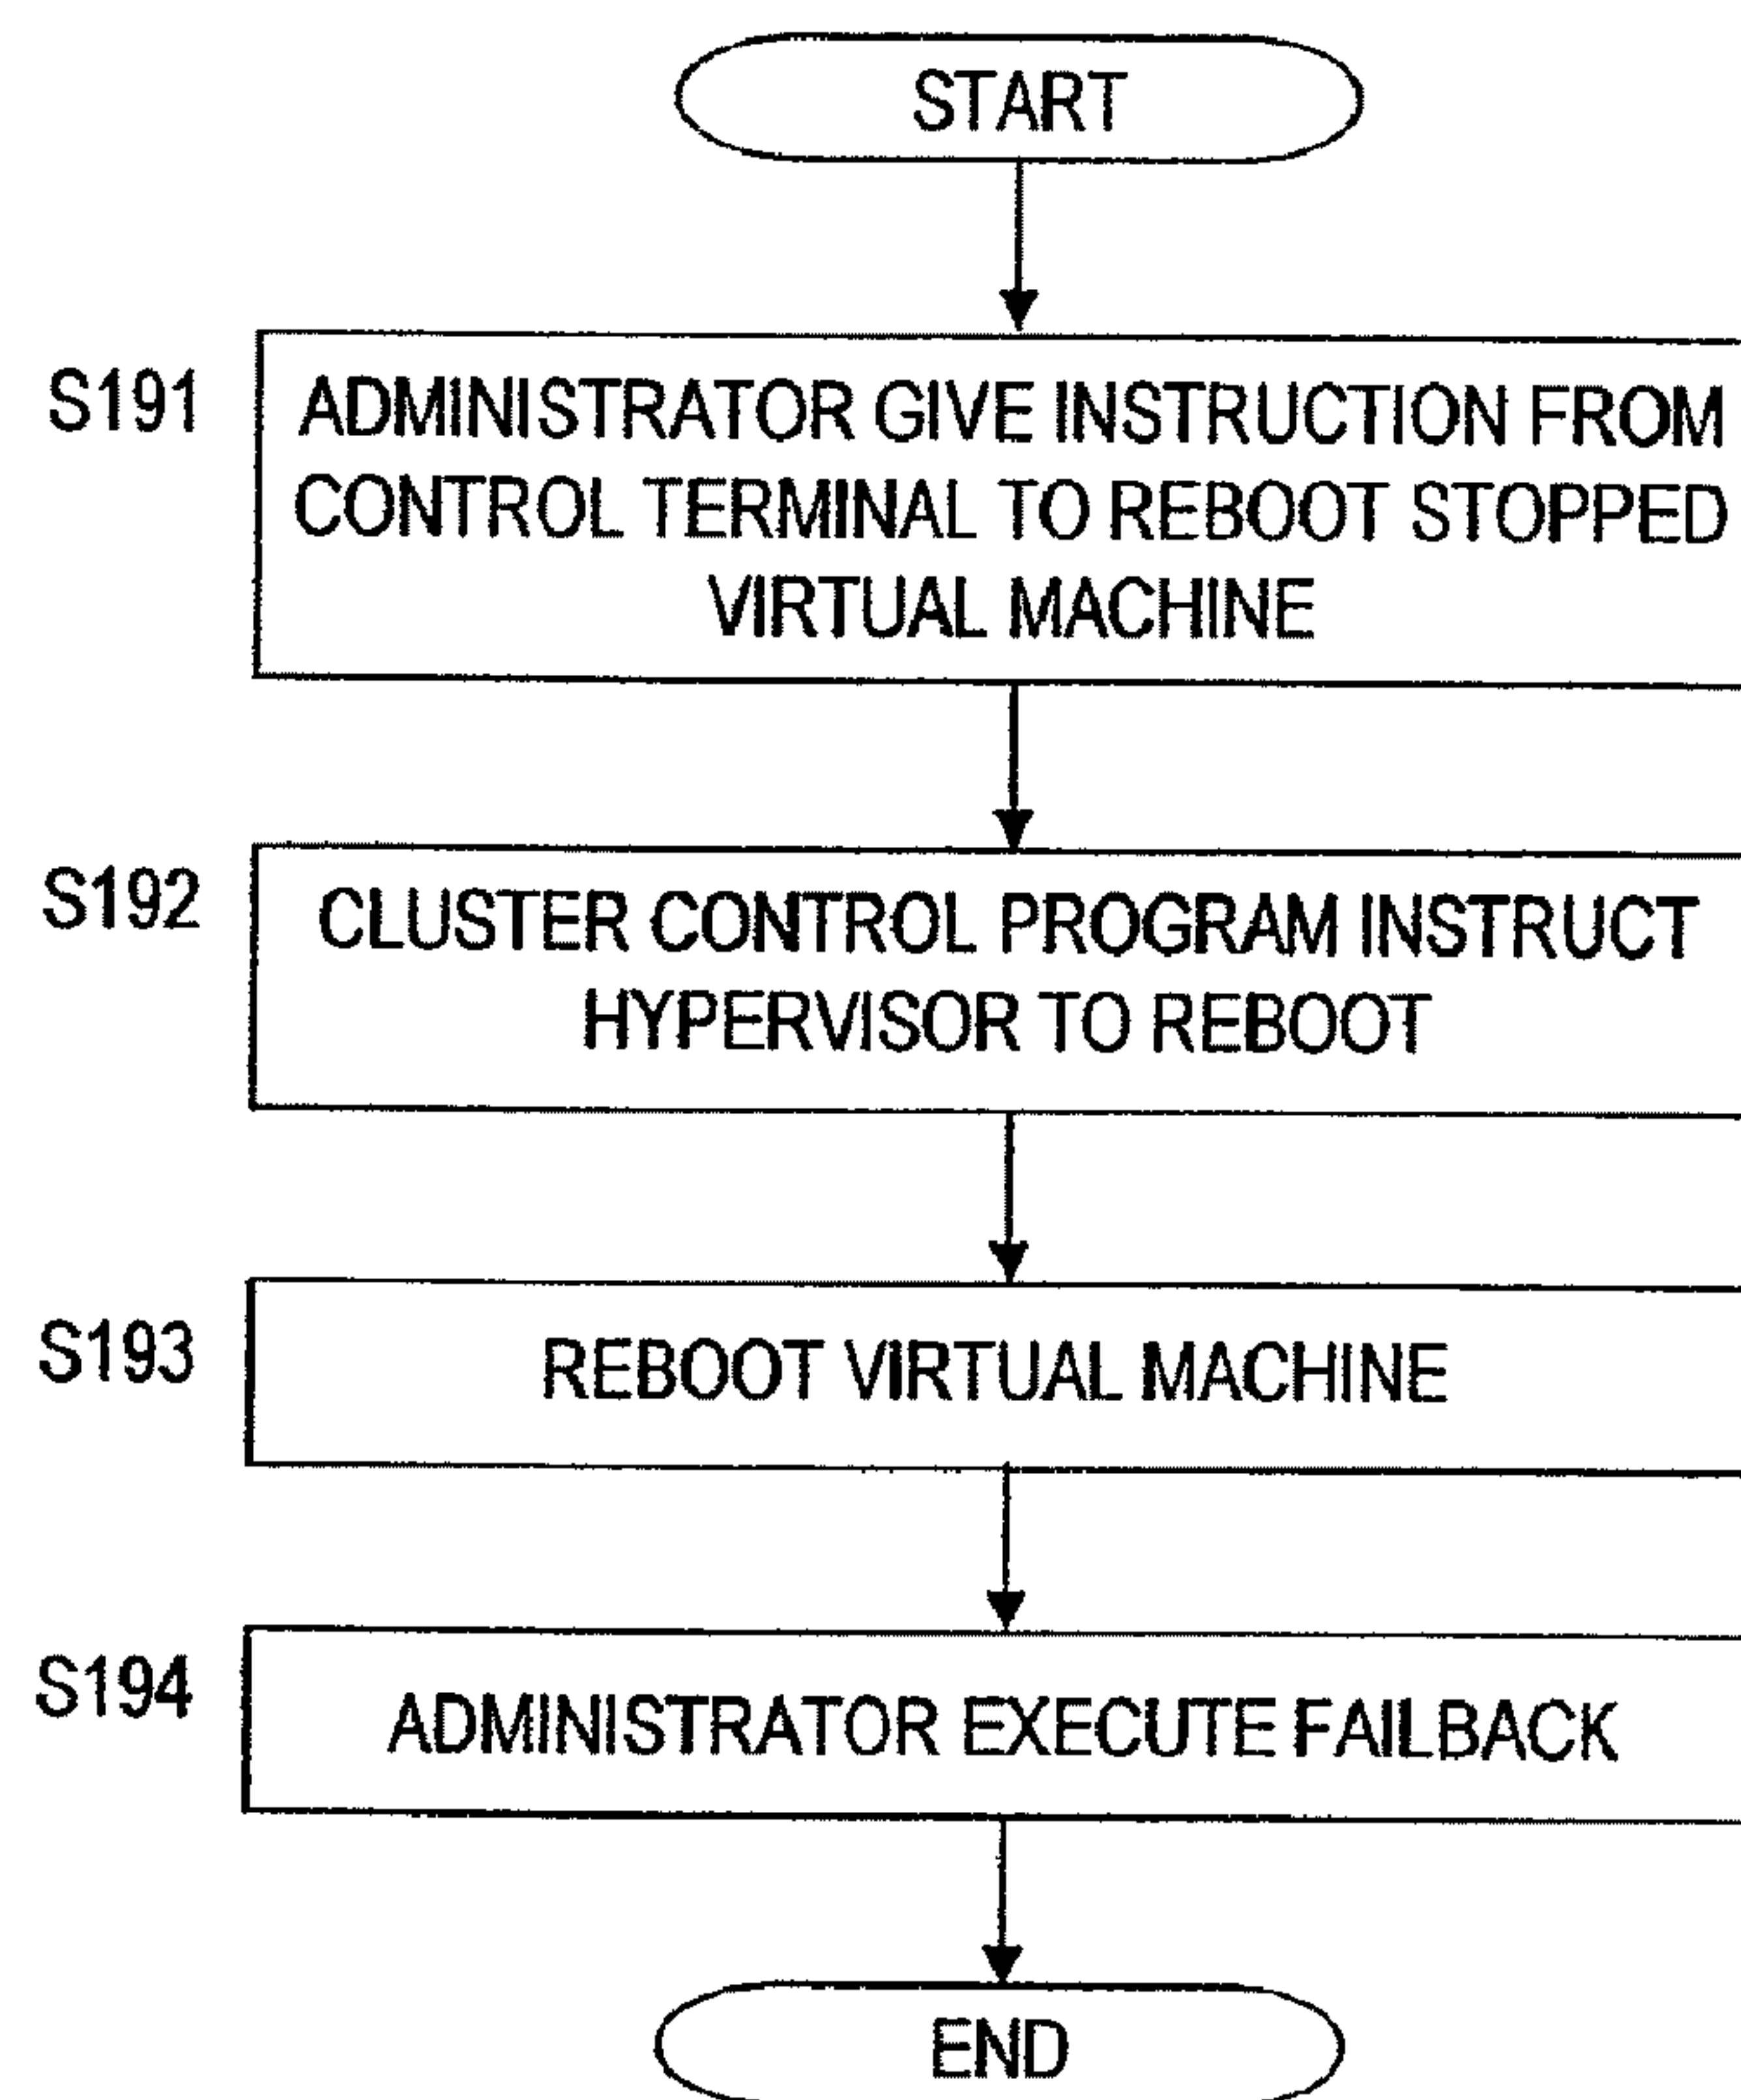 START
S191
ADMINISTRATOR GIVE INSTRUCTION FROM
CONTROL TERMINAL TO REBOOT STOPPED
VIRTUAL MACHINE
S192
CLUSTER CONTROL PROGRAM INSTRUCT
HYPERVISOR TO REBOOT
S193
REBOOT VIRTUAL MACHINE
S194
ADMINISTRATOR EXECUTE FAILBACK
END